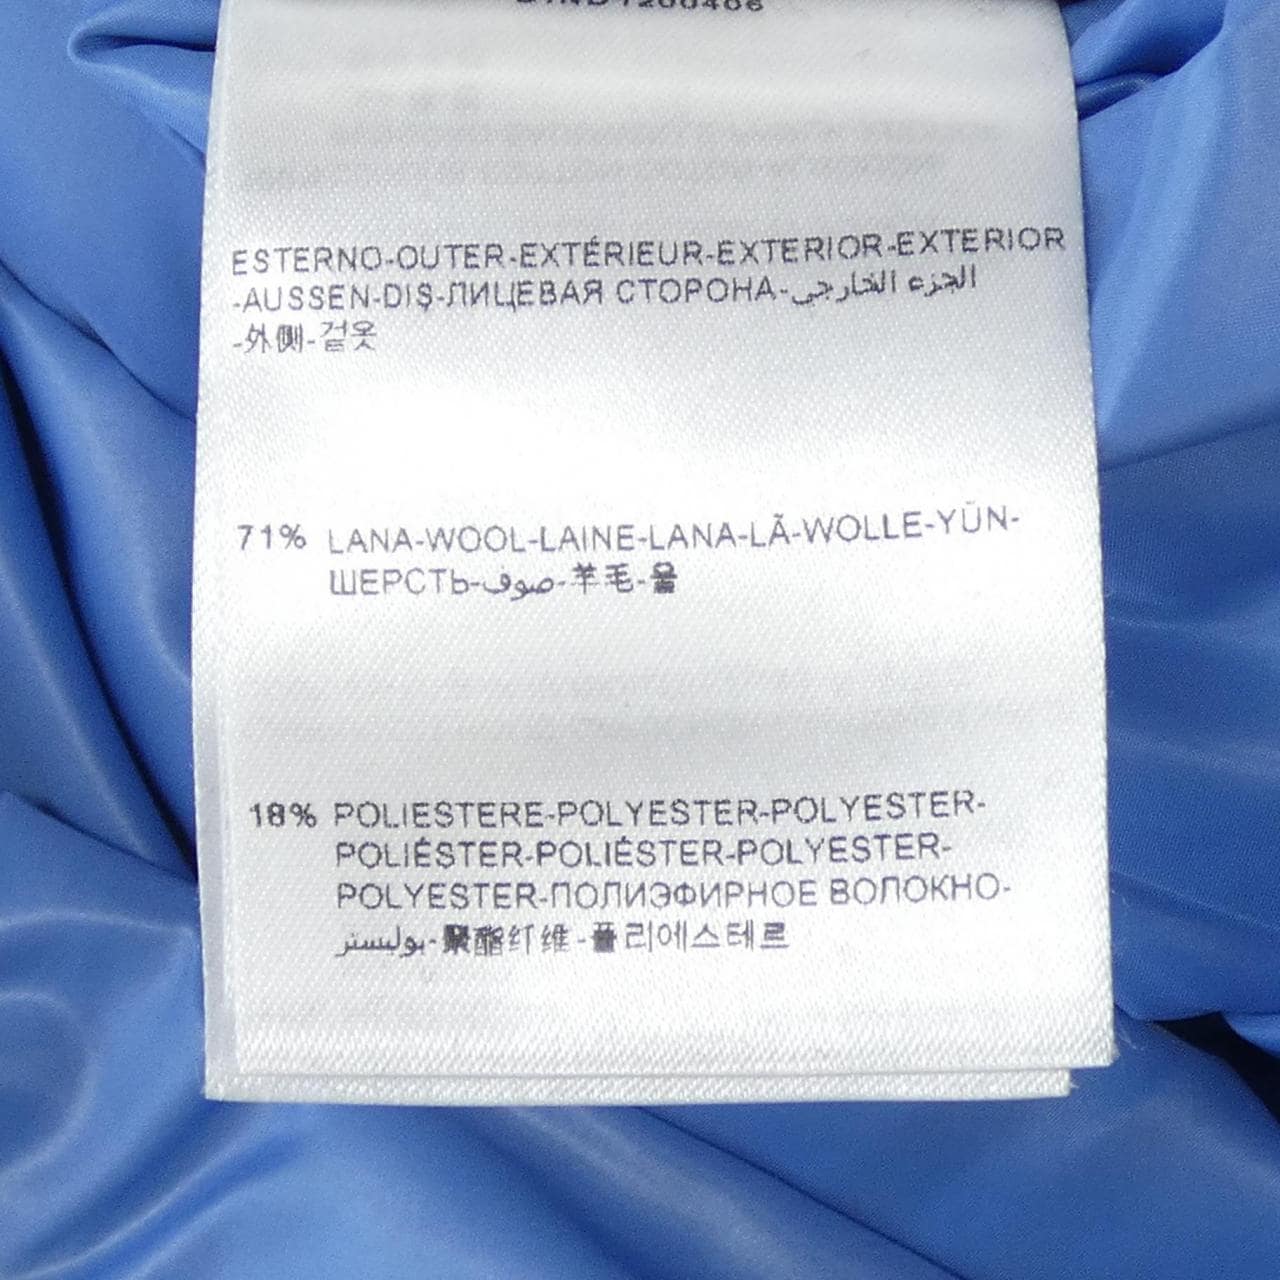 ESTERNO-OUTER-EXTÉRIEUR-EXTERIOR-EXTERIOR
-AUSSEN-DIŞ-ЛИЦЕВАЯ СТОРОНА-الجزء الخارجي
-外侧-겉옷
71% LANA-WOOL-LAINE-LANA-LÃ-WOLLE-YÜN-
ШЕРСТЬ-صوف-羊毛-울
18% POLIESTERE-POLYESTER-POLYESTER-
POLIÉSTER-POLIÉSTER-POLYESTER-
POLYESTER-ПОЛИЭФИРНОЕ ВОЛОКНО-
بوليستر-聚酯纤维-폴리에스테르